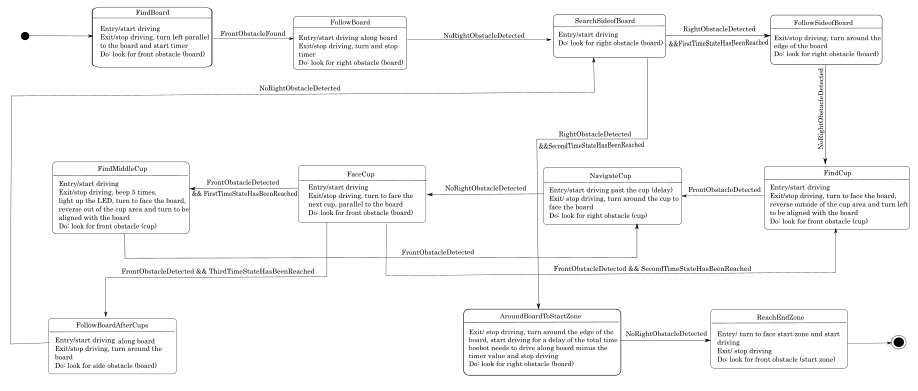 FindBoard
Entry/start driving
Exit/stop driving, turn left parallel
to the board and start timer
Do: look for front obstacle (board)
FrontObstacleFound
FollowBoard
Entry/start driving along board
Exit/stop driving, turn and stop
timer
Do: look for right obstacle (board)
NoRightObstacleDetected
SearchSideofBoard
Entry/start driving
Do: look for right obstacle (board)
RightObstacleDetected
&&FirstTimeStateHasBeenReached
FollowSideofBoard
Exit/stop driving, turn around the
edge of the board
Do: look for right obstacle (board)
NoRightObstacleDetected
NoRightObstacleDetected
RightObstacleDetected
&&SecondTimeStateHasBeenReached
FindMiddleCup
Entry/start driving
Exit/stop driving, beep 5 times,
light up the LED, turn to face the board,
reverse out of the cup area and turn to be
aligned with the board
Do: look for front obstacle (cup)
FrontObstacleDetected
&& FirstTimeStateHasBeenReached
FaceCup
Entry/start driving
Exit/stop driving, turn to face the
next cup, parallel to the board
Do: look for front obstacle (board)
NoRightObstacleDetected
NavigateCup
Entry/start driving past the cup (delay)
Exit/ stop driving, turn around the cup to
face the board
Do: look for right obstacle (cup)
FrontObstacleDetected
FindCup
Entry/start driving
Exit/stop driving, turn to face the board,
reverse outside of the cup area and turn left
to be aligned with the board
Do: look for front obstacle (cup)
FrontObstacleDetected
FrontObstacleDetected && ThirdTimeStateHasBeenReached
FrontObstacleDetected && SecondTimeStateHasBeenReached
FollowBoardAfterCups
Entry/start driving along board
Exit/stop driving, turn around the
board
Do: look for side obstacle (board)
AroundBoardToStartZone
Exit/ stop driving, turn around the edge of the
board, start driving for a delay of the total time
boebot needs to drive along board minus the
timer value and stop driving
Do: look for right obstacle (board)
NoRightObstacleDetected
ReachEndZone
Entry/ turn to face start zone and start
driving
Exit/ stop driving
Do: look for front obstacle (start zone)